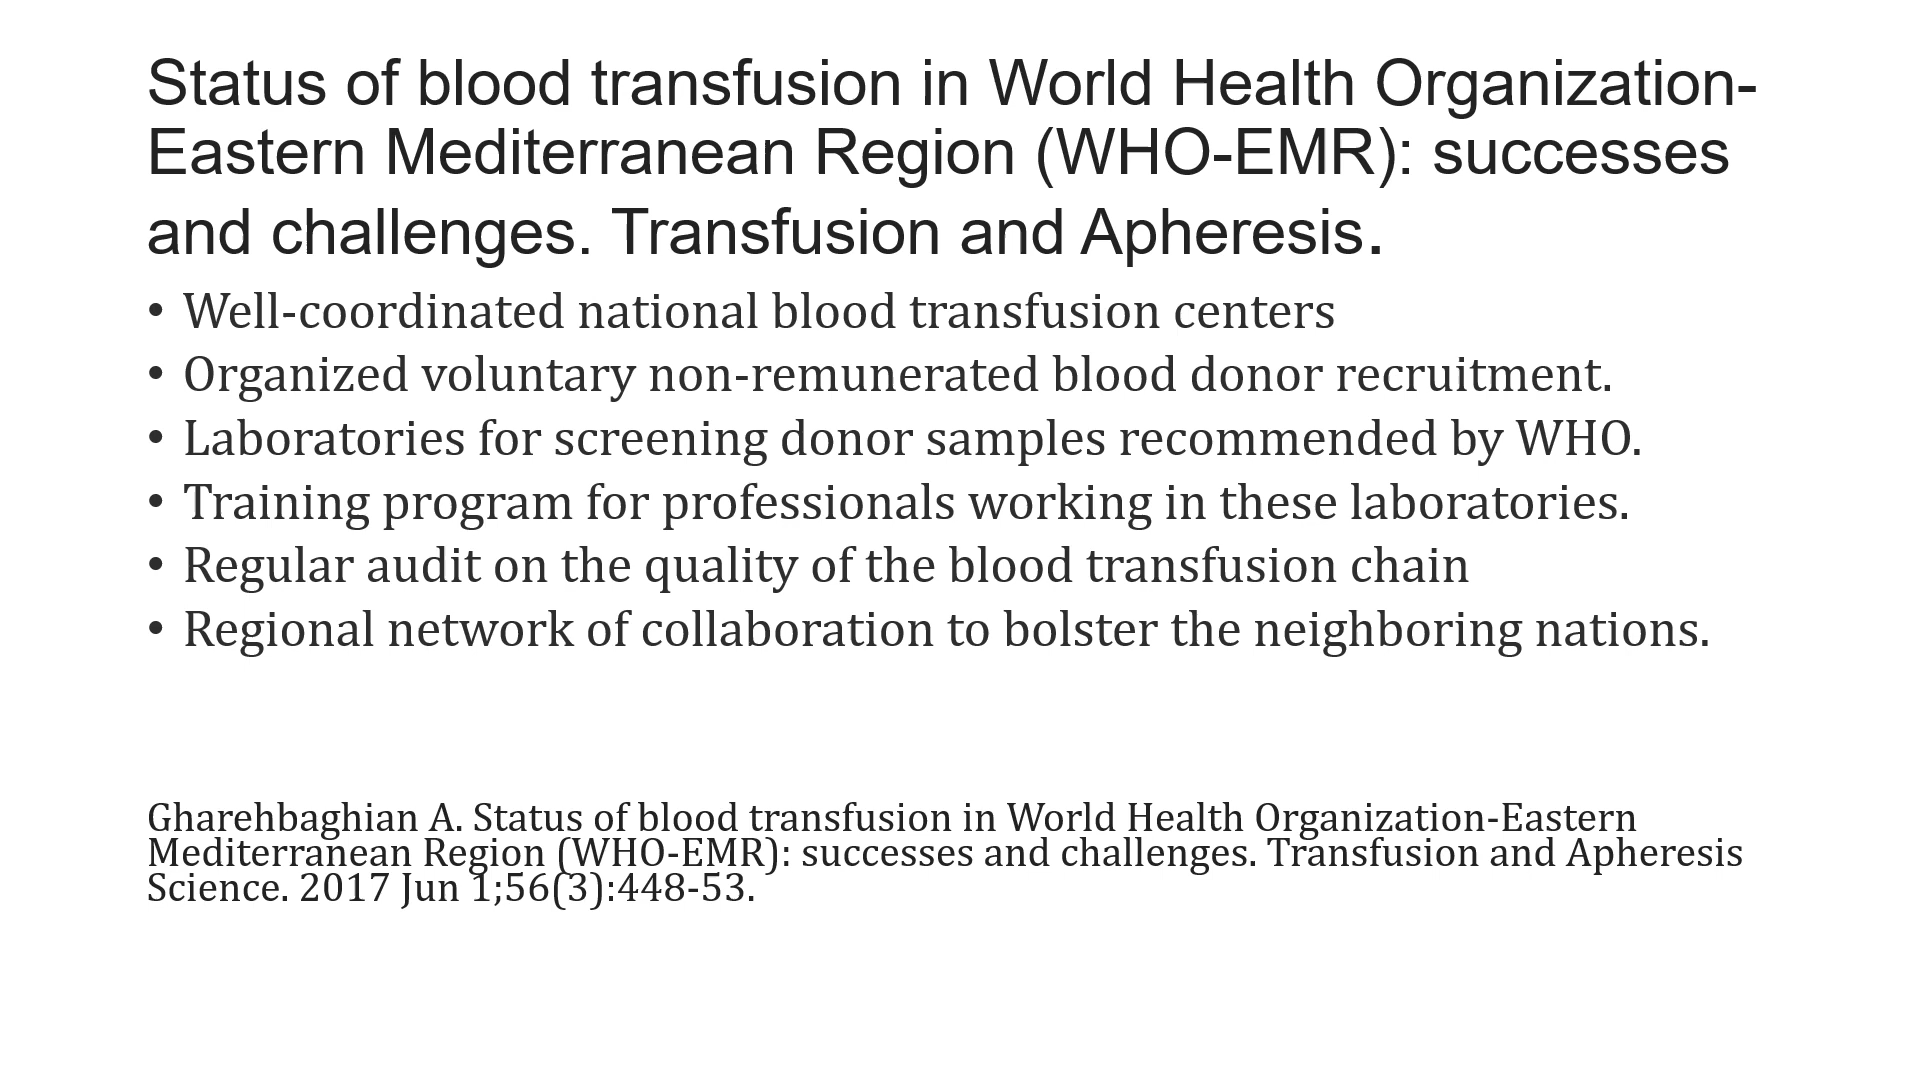 Status of blood transfusion in World Health Organization-
Eastern Mediterranean Region (WHO-EMR): successes
and challenges. Transfusion and Apheresis.
• Well-coordinated national blood transfusion centers
• Organized voluntary non-remunerated blood donor recruitment.
• Laboratories for screening donor samples recommended by WHO.
• Training program for professionals working in these laboratories.
• Regular audit on the quality of the blood transfusion chain
• Regional network of collaboration to bolster the neighboring nations.
Gharehbaghian A. Status of blood transfusion in World Health Organization-Eastern
Mediterranean Region (WHO-EMR): successes and challenges. Transfusion and Apheresis
Science. 2017 Jun 1;56(3):448-53.